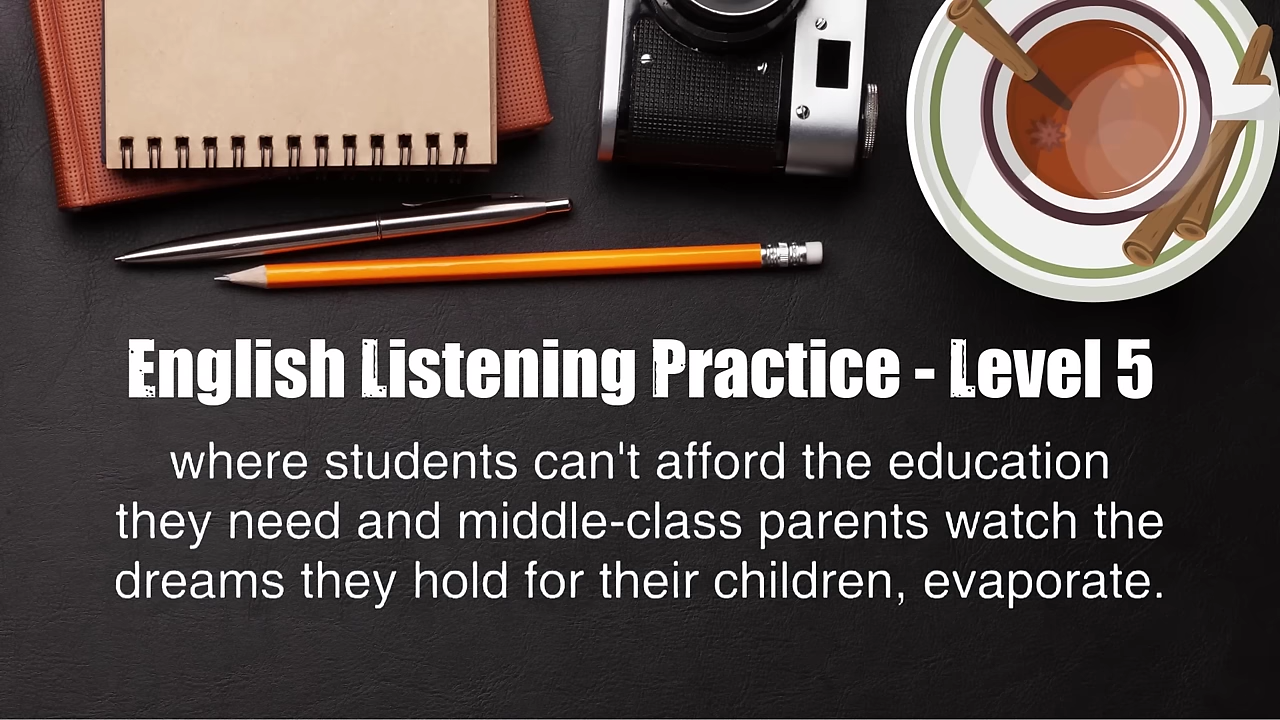 English Listening Practice - Level 5
where students can't afford the education
they need and middle-class parents watch the
dreams they hold for their children, evaporate.